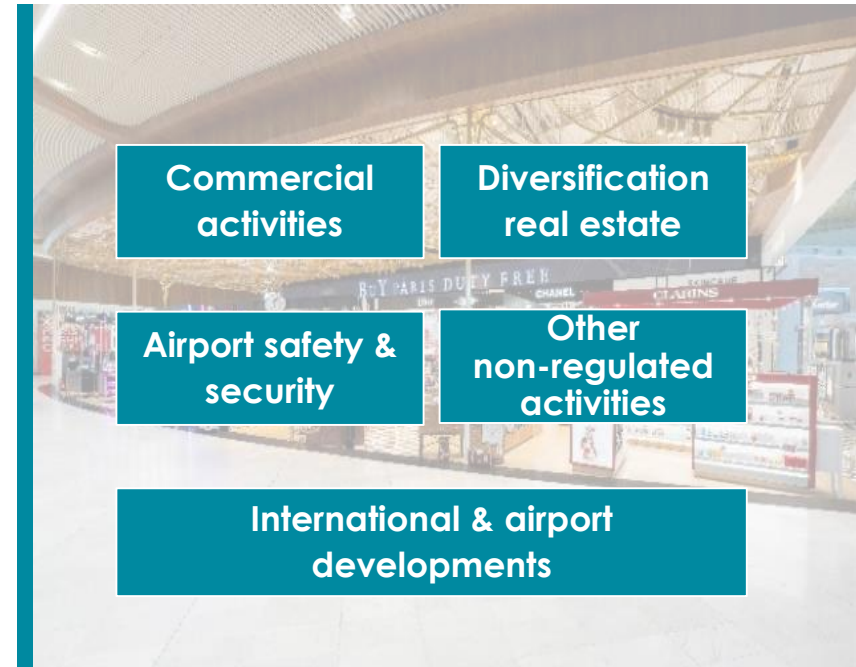 Commercial
activities
Diversification
real estate
BUY PARIS DUTY FREE
CHANEL
CLARINS
Airport safety &
security
Other
non-regulated
activities
International & airport
developments